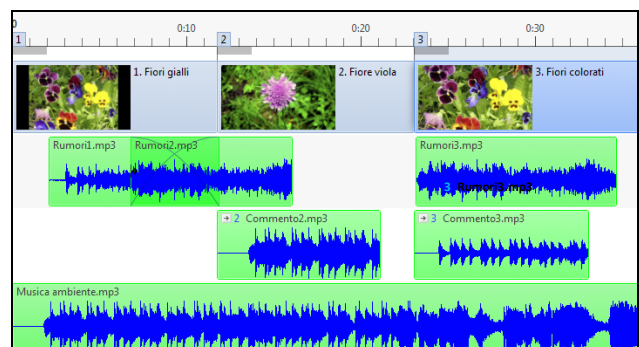 0 0:10 0:20 0:30
1 2 3
1. Fiori gialli 2. Fiore viola 3. Fiori colorati
Rumori1.mp3 Rumori2.mp3 Rumori3.mp3
3 Rumori3.mp3
2 Commento2.mp3 3 Commento3.mp3
Musica ambiente.mp3